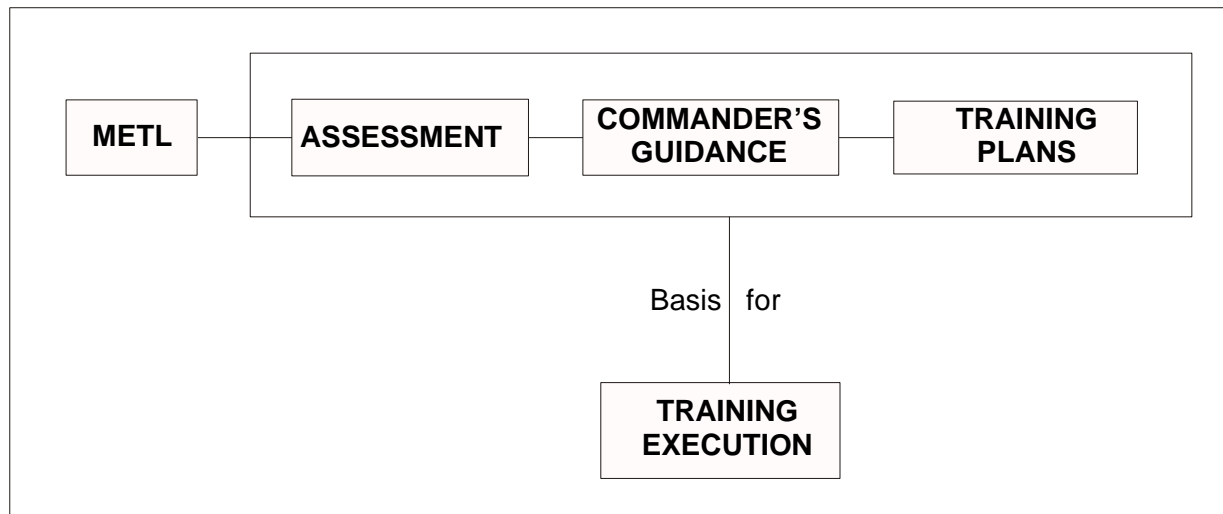 METL
ASSESSMENT
COMMANDER'S
GUIDANCE
TRAINING
PLANS
Basis for
TRAINING
EXECUTION